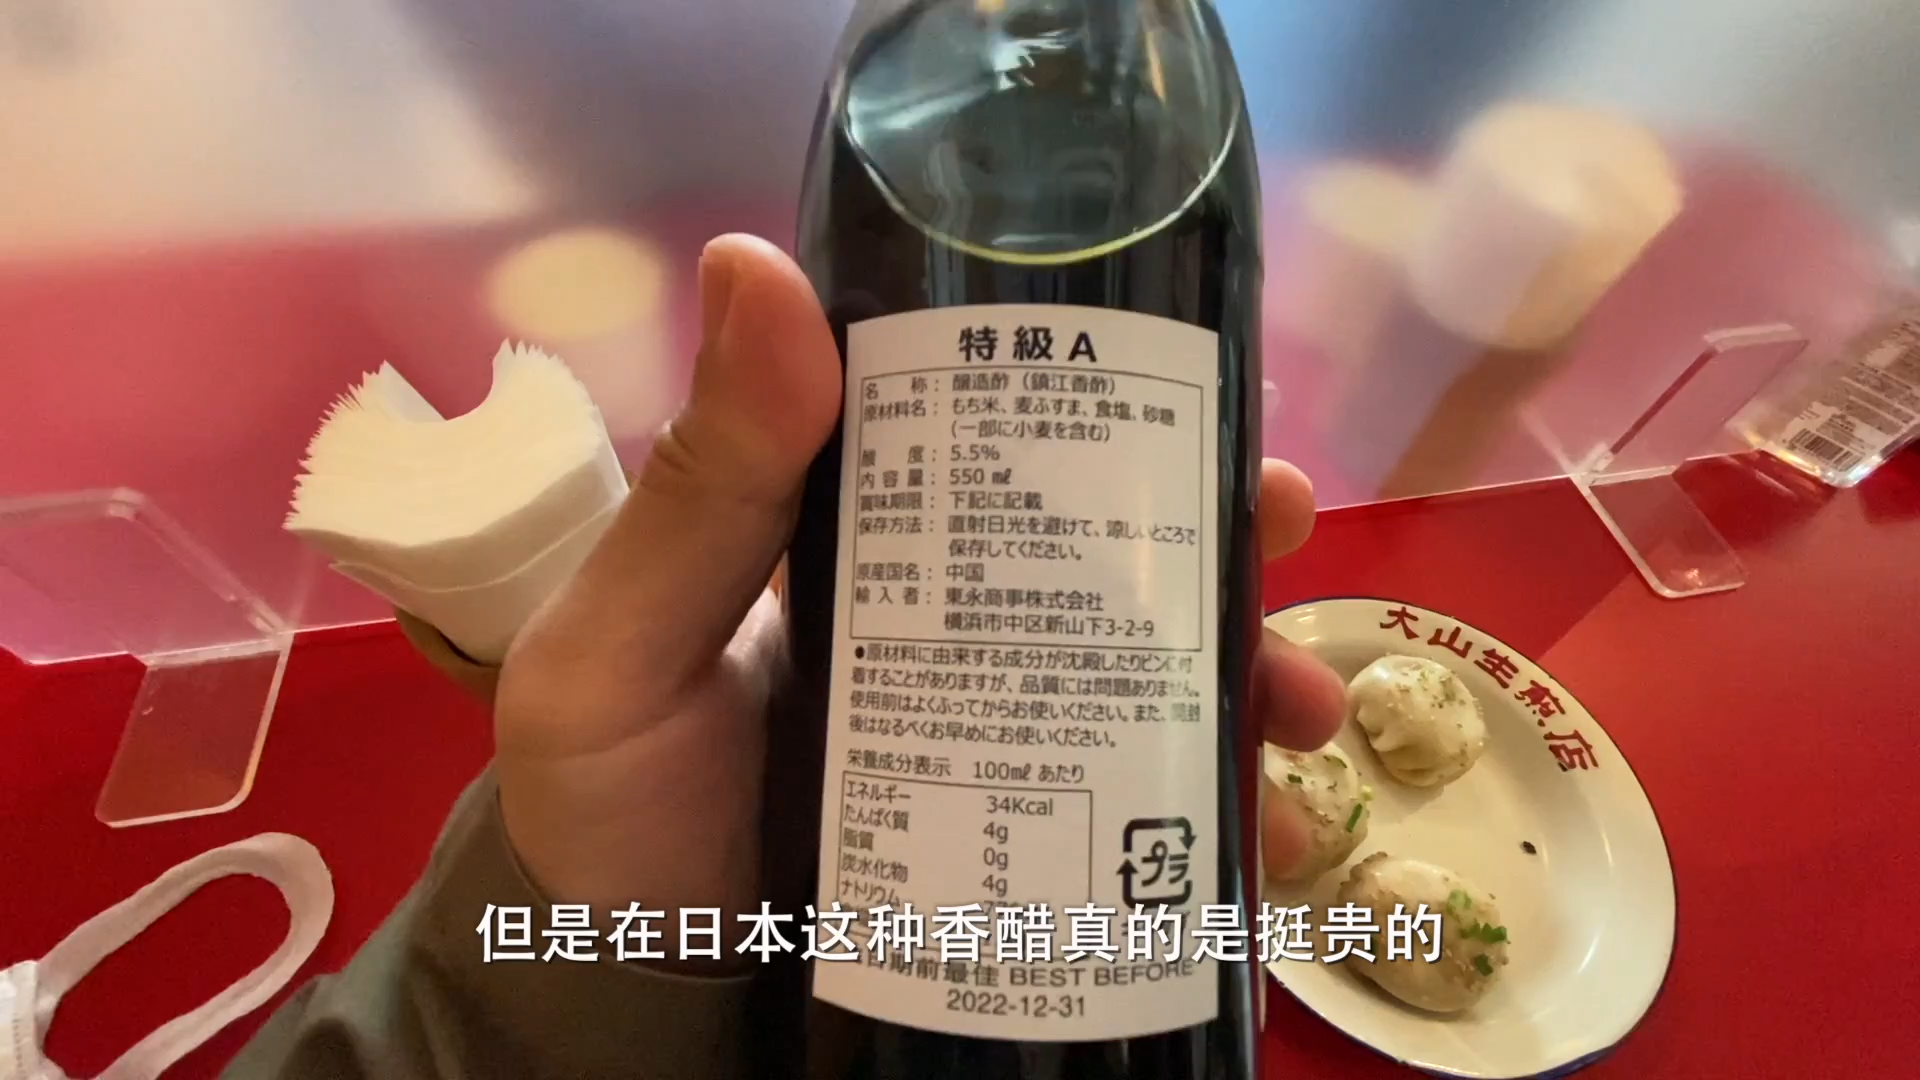 特級A
名称：醸造酢（鎮江香酢）
原材料名：もち米、麦ふすま、食塩、砂糖
(一部に小麦を含む)
酸度：5.5%
内容量：550㎖
賞味期限：下記に記載
保存方法：直射日光を避けて、涼しいところで
保存してください。
原産国名：中国
輸入者：東永商事株式会社
横浜市中区新山下3-2-9
●原材料に由来する成分が沈殿したりビンに付
着することがありますが、品質には問題ありません。
使用前はよくふってからお使いください。また、開封
後はなるべくお早めにお使いください。
栄養成分表示 100㎖あたり
エネルギー 34Kcal
たんぱく質 4g
脂質 0g
炭水化物 4g
ナトリウム
プラ
日期前最佳 BEST BEFORE
2022-12-31
大山生煎店
但是在日本这种香醋真的是挺贵的